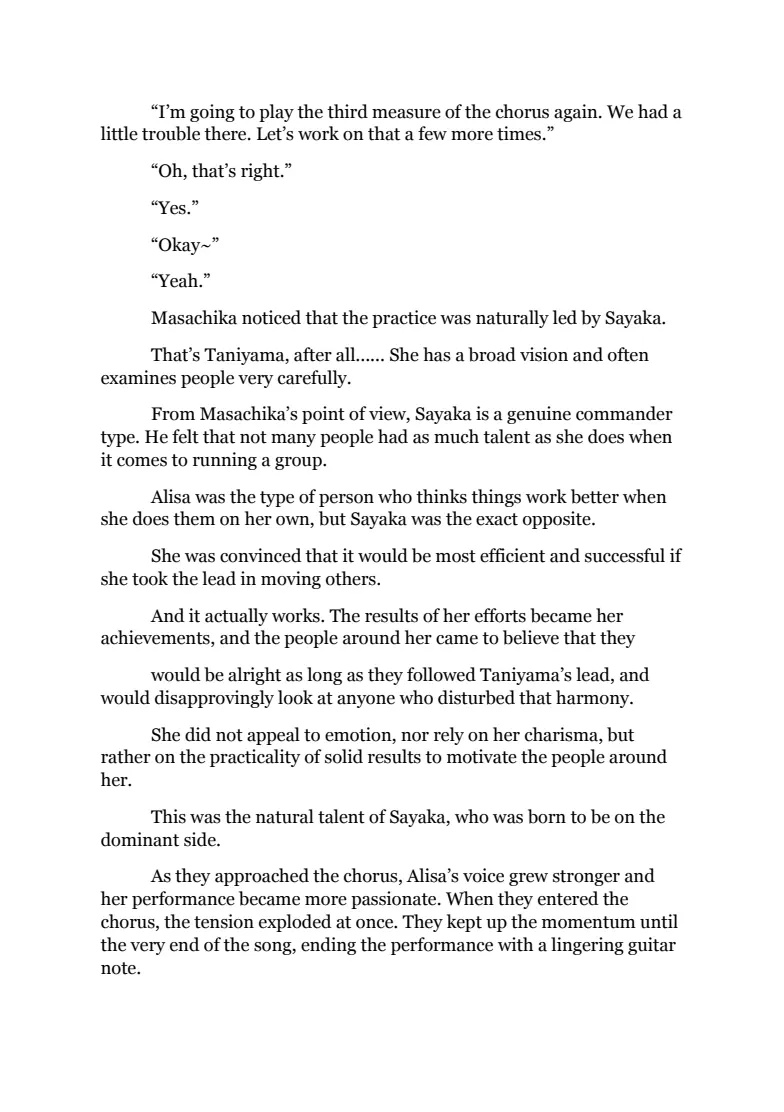 “I’m going to play the third measure of the chorus again. We had a
little trouble there. Let’s work on that a few more times.”
“Oh, that’s right.”
“Yes.”
“Okay~”
“Yeah.”
Masachika noticed that the practice was naturally led by Sayaka.
That’s Taniyama, after all...... She has a broad vision and often
examines people very carefully.
From Masachika’s point of view, Sayaka is a genuine commander
type. He felt that not many people had as much talent as she does when
it comes to running a group.
Alisa was the type of person who thinks things work better when
she does them on her own, but Sayaka was the exact opposite.
She was convinced that it would be most efficient and successful if
she took the lead in moving others.
And it actually works. The results of her efforts became her
achievements, and the people around her came to believe that they
would be alright as long as they followed Taniyama’s lead, and
would disapprovingly look at anyone who disturbed that harmony.
She did not appeal to emotion, nor rely on her charisma, but
rather on the practicality of solid results to motivate the people around
her.
This was the natural talent of Sayaka, who was born to be on the
dominant side.
As they approached the chorus, Alisa’s voice grew stronger and
her performance became more passionate. When they entered the
chorus, the tension exploded at once. They kept up the momentum until
the very end of the song, ending the performance with a lingering guitar
note.